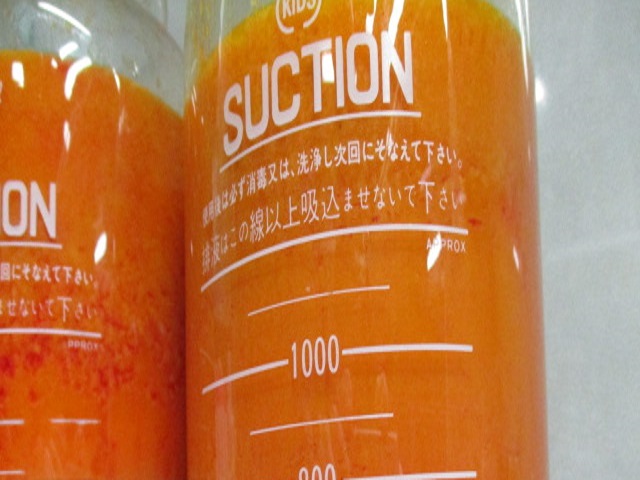 KIDS
SUCTION
使用後は必ず消毒又は、洗浄し次回にそなえて下さい。
排液はこの線以上吸込ませないで下さい
APPROX
1000
800
ION
回にそなえて下さい。
ませないで下さい
PPROX